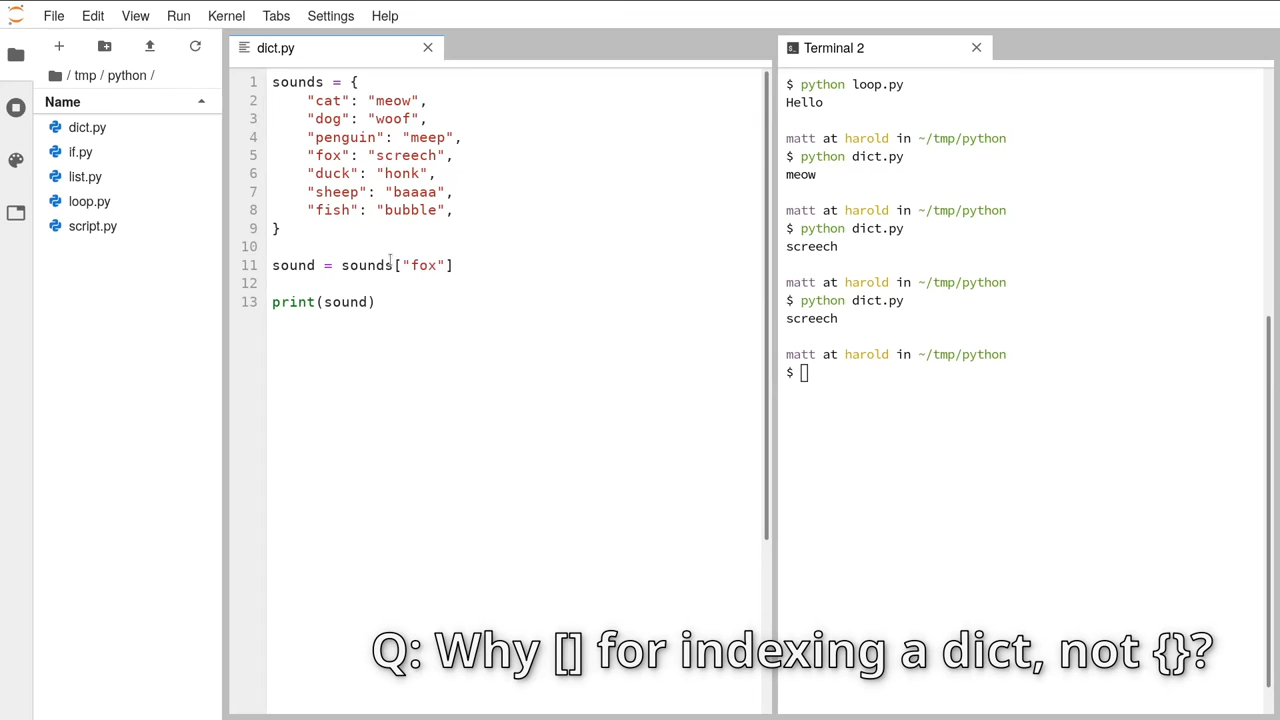 File Edit View Run Kernel Tabs Settings Help
/ tmp / python /
Name
dict.py
if.py
list.py
loop.py
script.py
dict.py
1 sounds = {
2     "cat": "meow",
3     "dog": "woof",
4     "penguin": "meep",
5     "fox": "screech",
6     "duck": "honk",
7     "sheep": "baaaa",
8     "fish": "bubble",
9 }
10
11 sound = sounds["fox"]
12
13 print(sound)
Terminal 2
$ python loop.py
Hello
matt at harold in ~/tmp/python
$ python dict.py
meow
matt at harold in ~/tmp/python
$ python dict.py
screech
matt at harold in ~/tmp/python
$ python dict.py
screech
matt at harold in ~/tmp/python
$
Q: Why [] for indexing a dict, not {}?